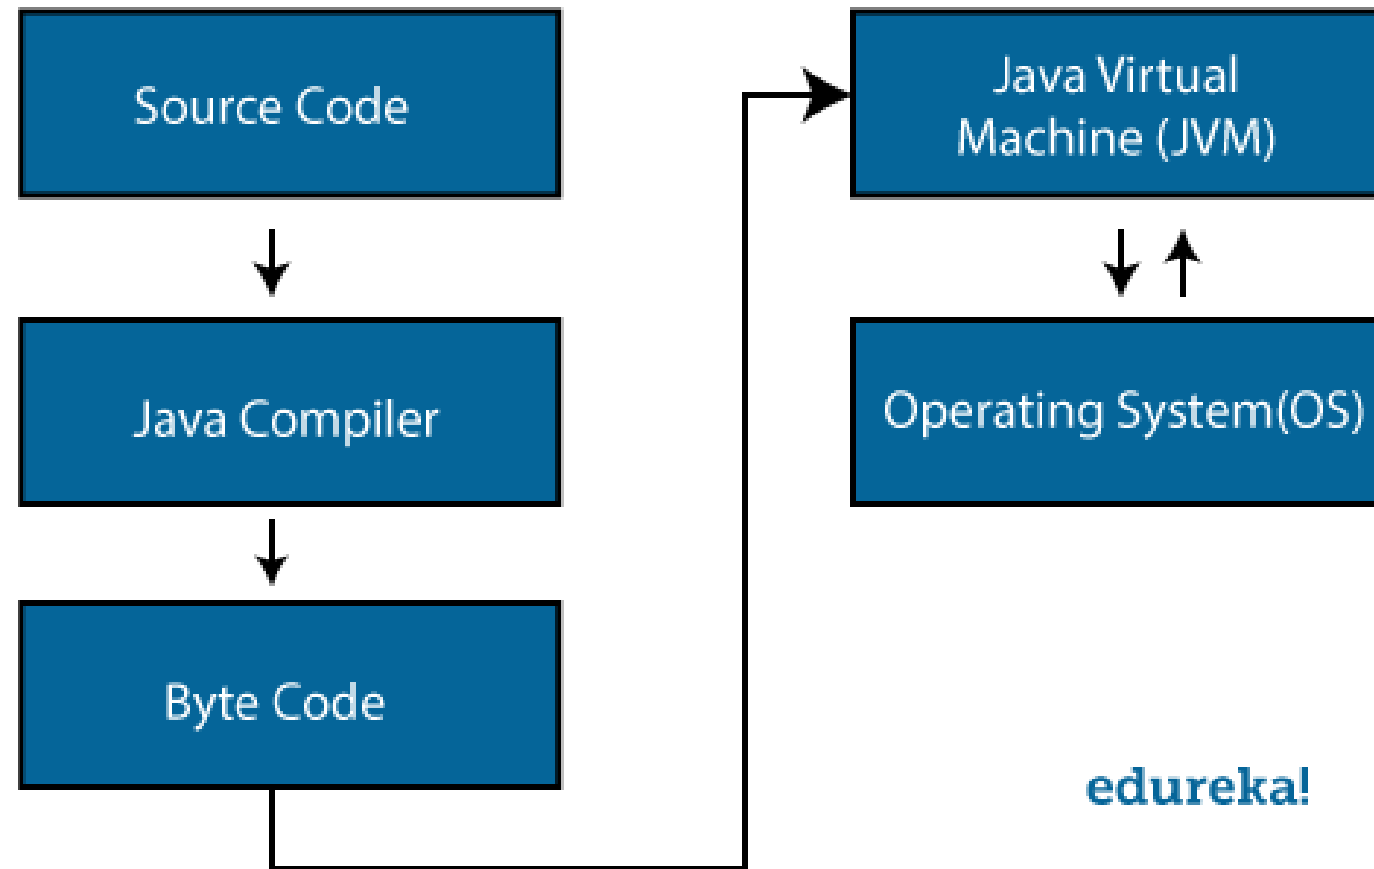 Source Code
Java Compiler
Byte Code
Java Virtual
Machine (JVM)
Operating System(OS)
edureka!